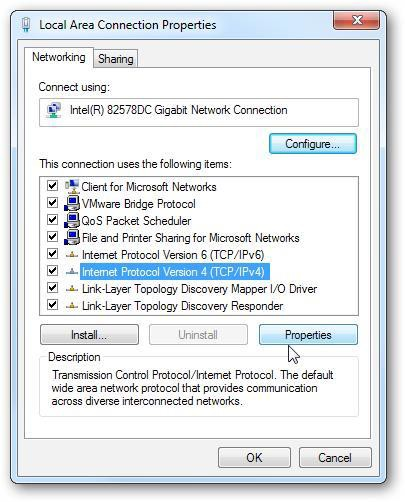 Local Area Connection Properties
Networking
Sharing
Connect using:
Intel(R) 82578DC Gigabit Network Connection
Configure...
This connection uses the following items:
Client for Microsoft Networks
VMware Bridge Protocol
QoS Packet Scheduler
File and Printer Sharing for Microsoft Networks
Internet Protocol Version 6 (TCP/IPv6)
Internet Protocol Version 4 (TCP/IPv4)
Link-Layer Topology Discovery Mapper I/O Driver
Link-Layer Topology Discovery Responder
Install...
Uninstall
Properties
Description
Transmission Control Protocol/Internet Protocol. The default
wide area network protocol that provides communication
across diverse interconnected networks.
OK
Cancel